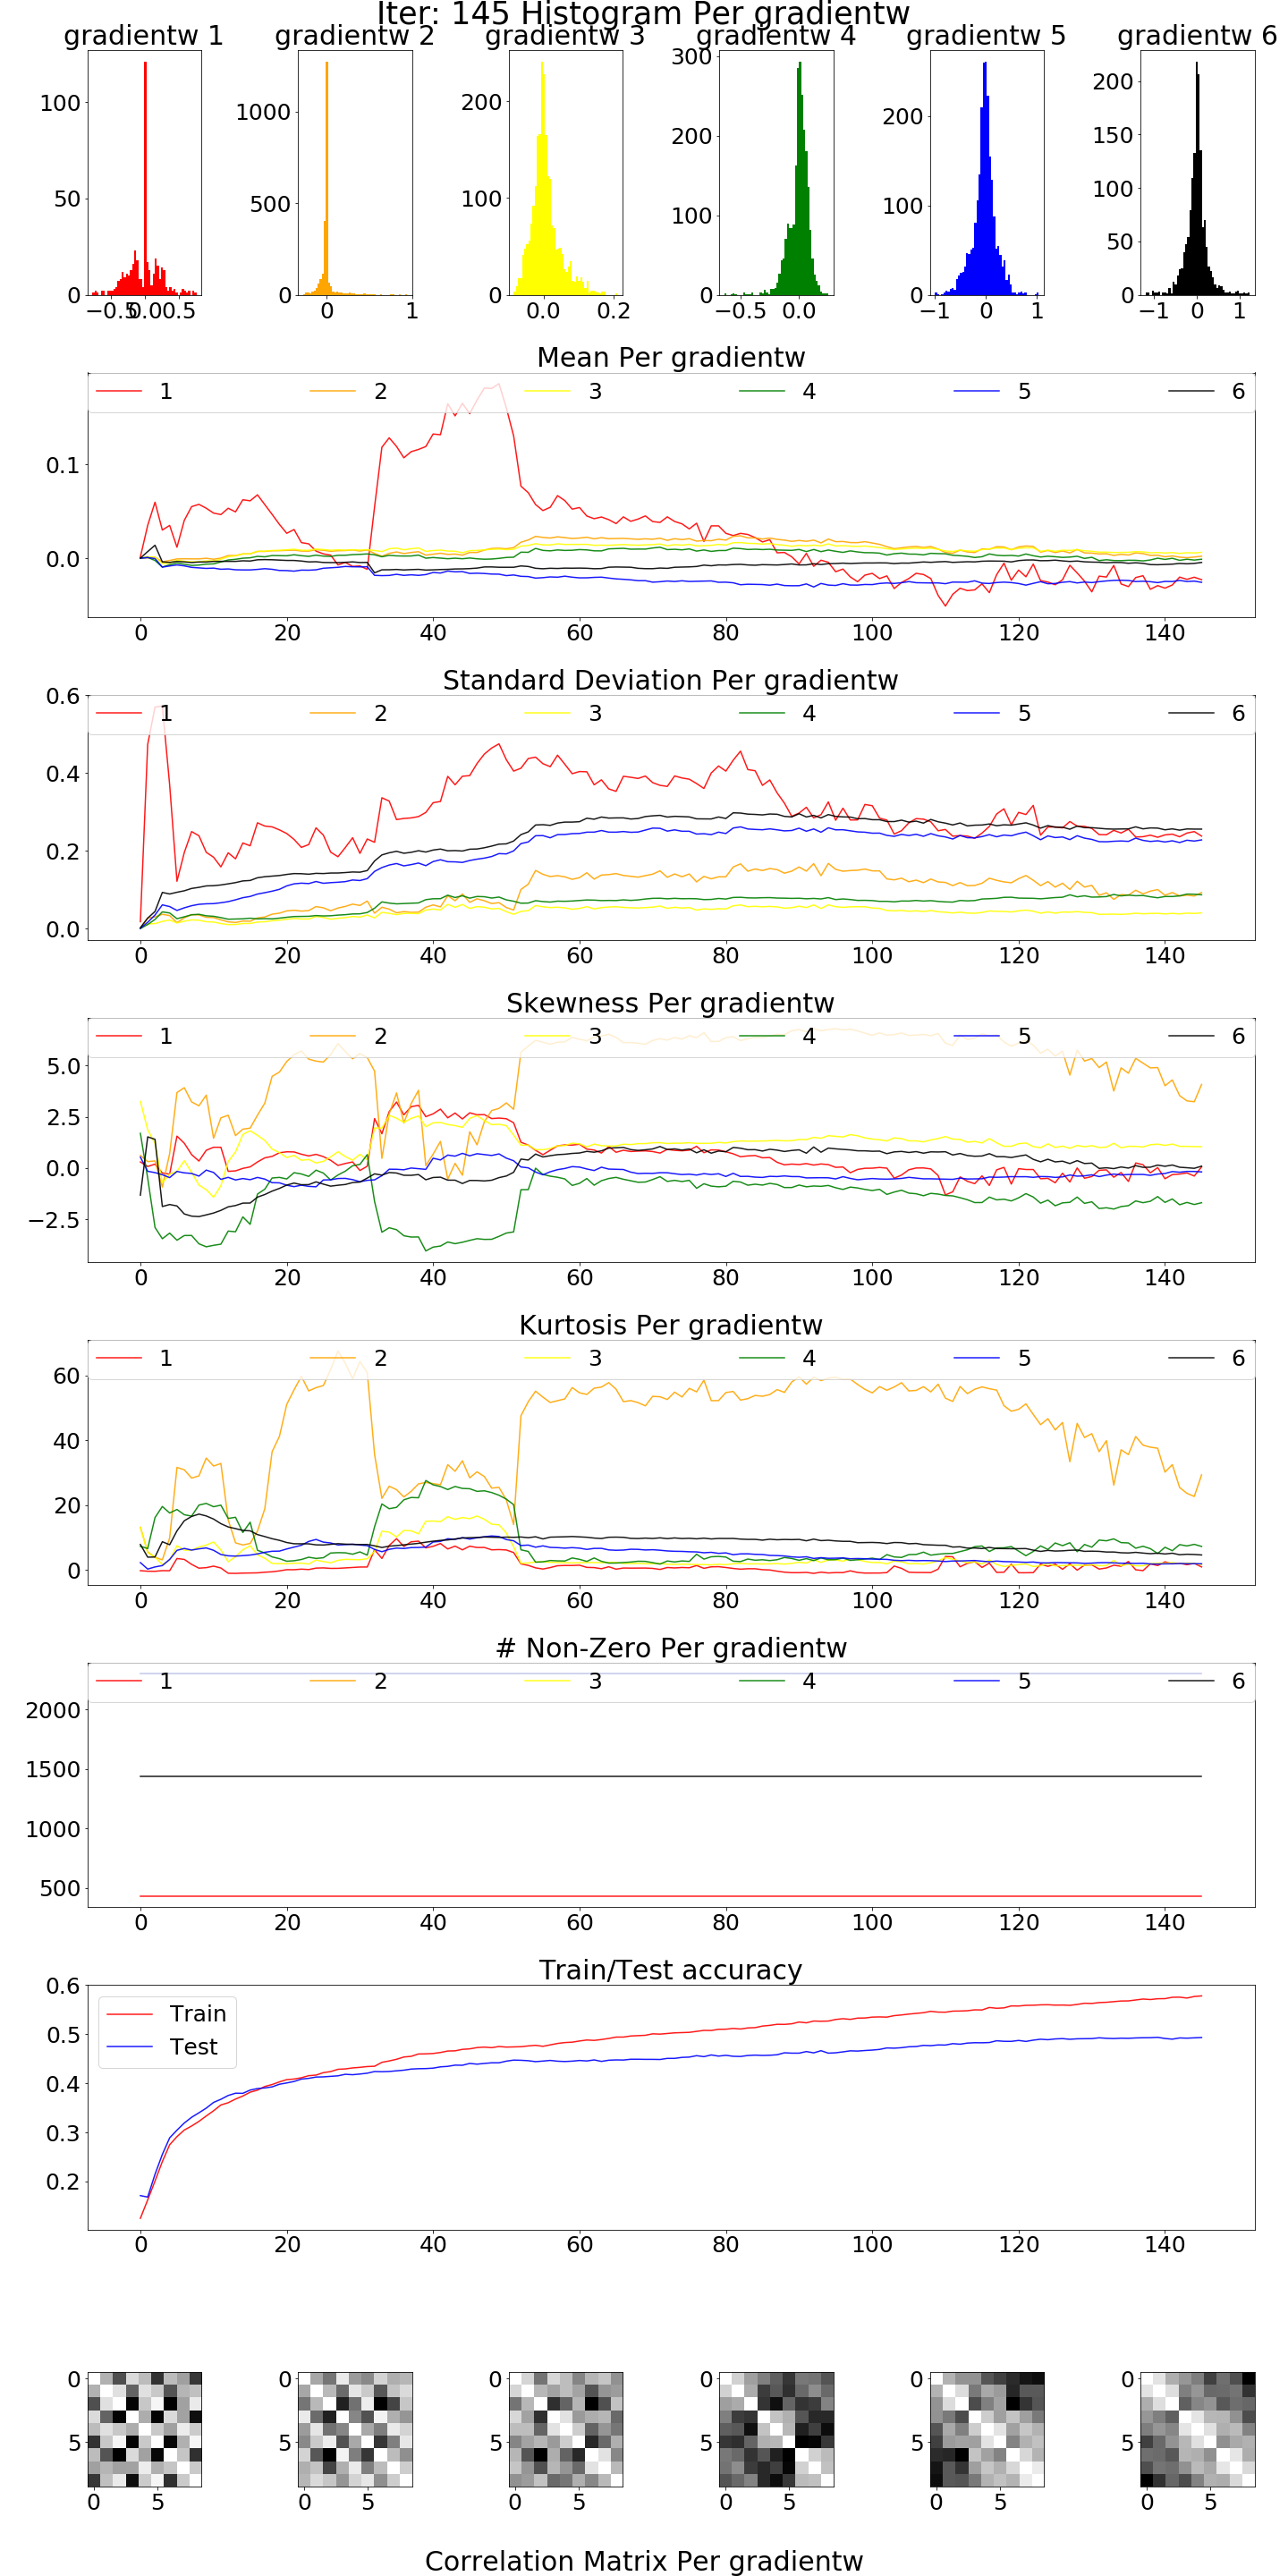 Iter: 145 Histogram Per gradientw
gradientw 1 gradientw 2 gradientw 3 gradientw 4 gradientw 5 gradientw 6
100
50
0
−0.5 0.0 0.5
1000
500
0
0 1
200
100
0
0.0 0.2
300
200
100
0
−0.5 0.0
200
100
0
−1 0 1
200
150
100
50
0
−1 0 1
Mean Per gradientw
1 2 3 4 5 6
0.1
0.0
0 20 40 60 80 100 120 140
Standard Deviation Per gradientw
0.6
1 2 3 4 5 6
0.4
0.2
0.0
0 20 40 60 80 100 120 140
Skewness Per gradientw
1 2 3 4 5 6
5.0
2.5
0.0
−2.5
0 20 40 60 80 100 120 140
Kurtosis Per gradientw
1 2 3 4 5 6
60
40
20
0
0 20 40 60 80 100 120 140
# Non-Zero Per gradientw
1 2 3 4 5 6
2000
1500
1000
500
0 20 40 60 80 100 120 140
Train/Test accuracy
0.6
Train
Test
0.5
0.4
0.3
0.2
0 20 40 60 80 100 120 140
0 0 0 0 0 0
5 5 5 5 5 5
0 5 0 5 0 5 0 5 0 5 0 5
Correlation Matrix Per gradientw